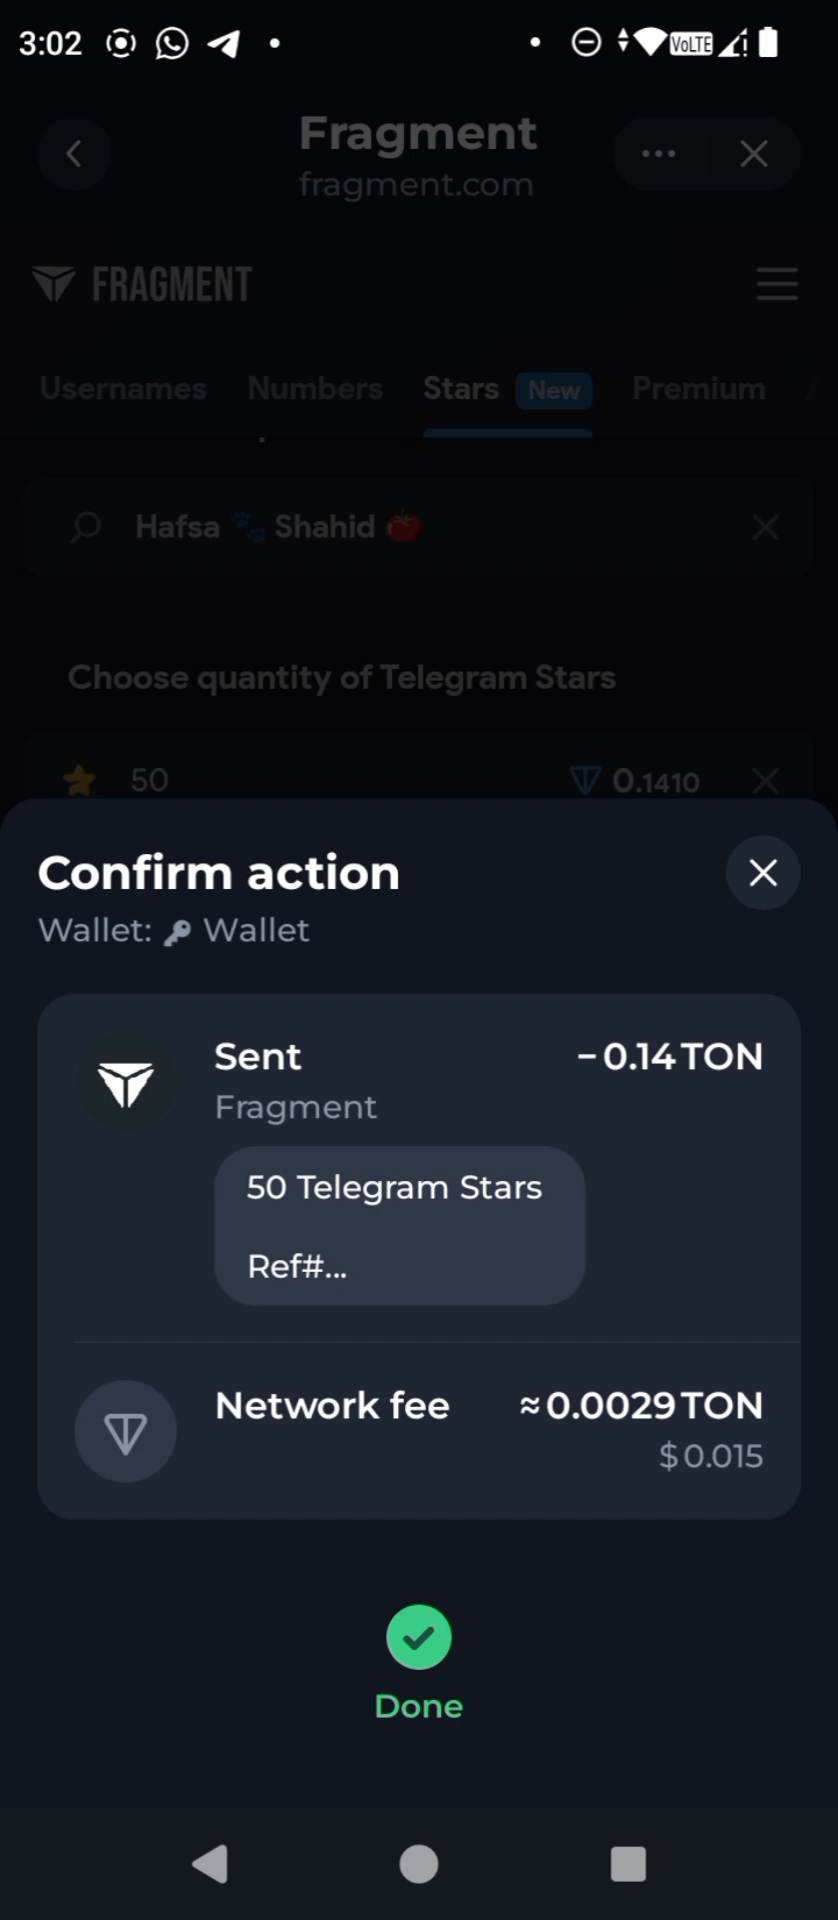 3:02
VoLTE
Fragment
fragment.com
FRAGMENT
Usernames Numbers Stars New Premium
Hafsa 🐾 Shahid 🍅
Choose quantity of Telegram Stars
50 0.1410
Confirm action
Wallet: 🔑 Wallet
Sent −0.14 TON
Fragment
50 Telegram Stars
Ref#...
Network fee ≈ 0.0029 TON
$ 0.015
Done